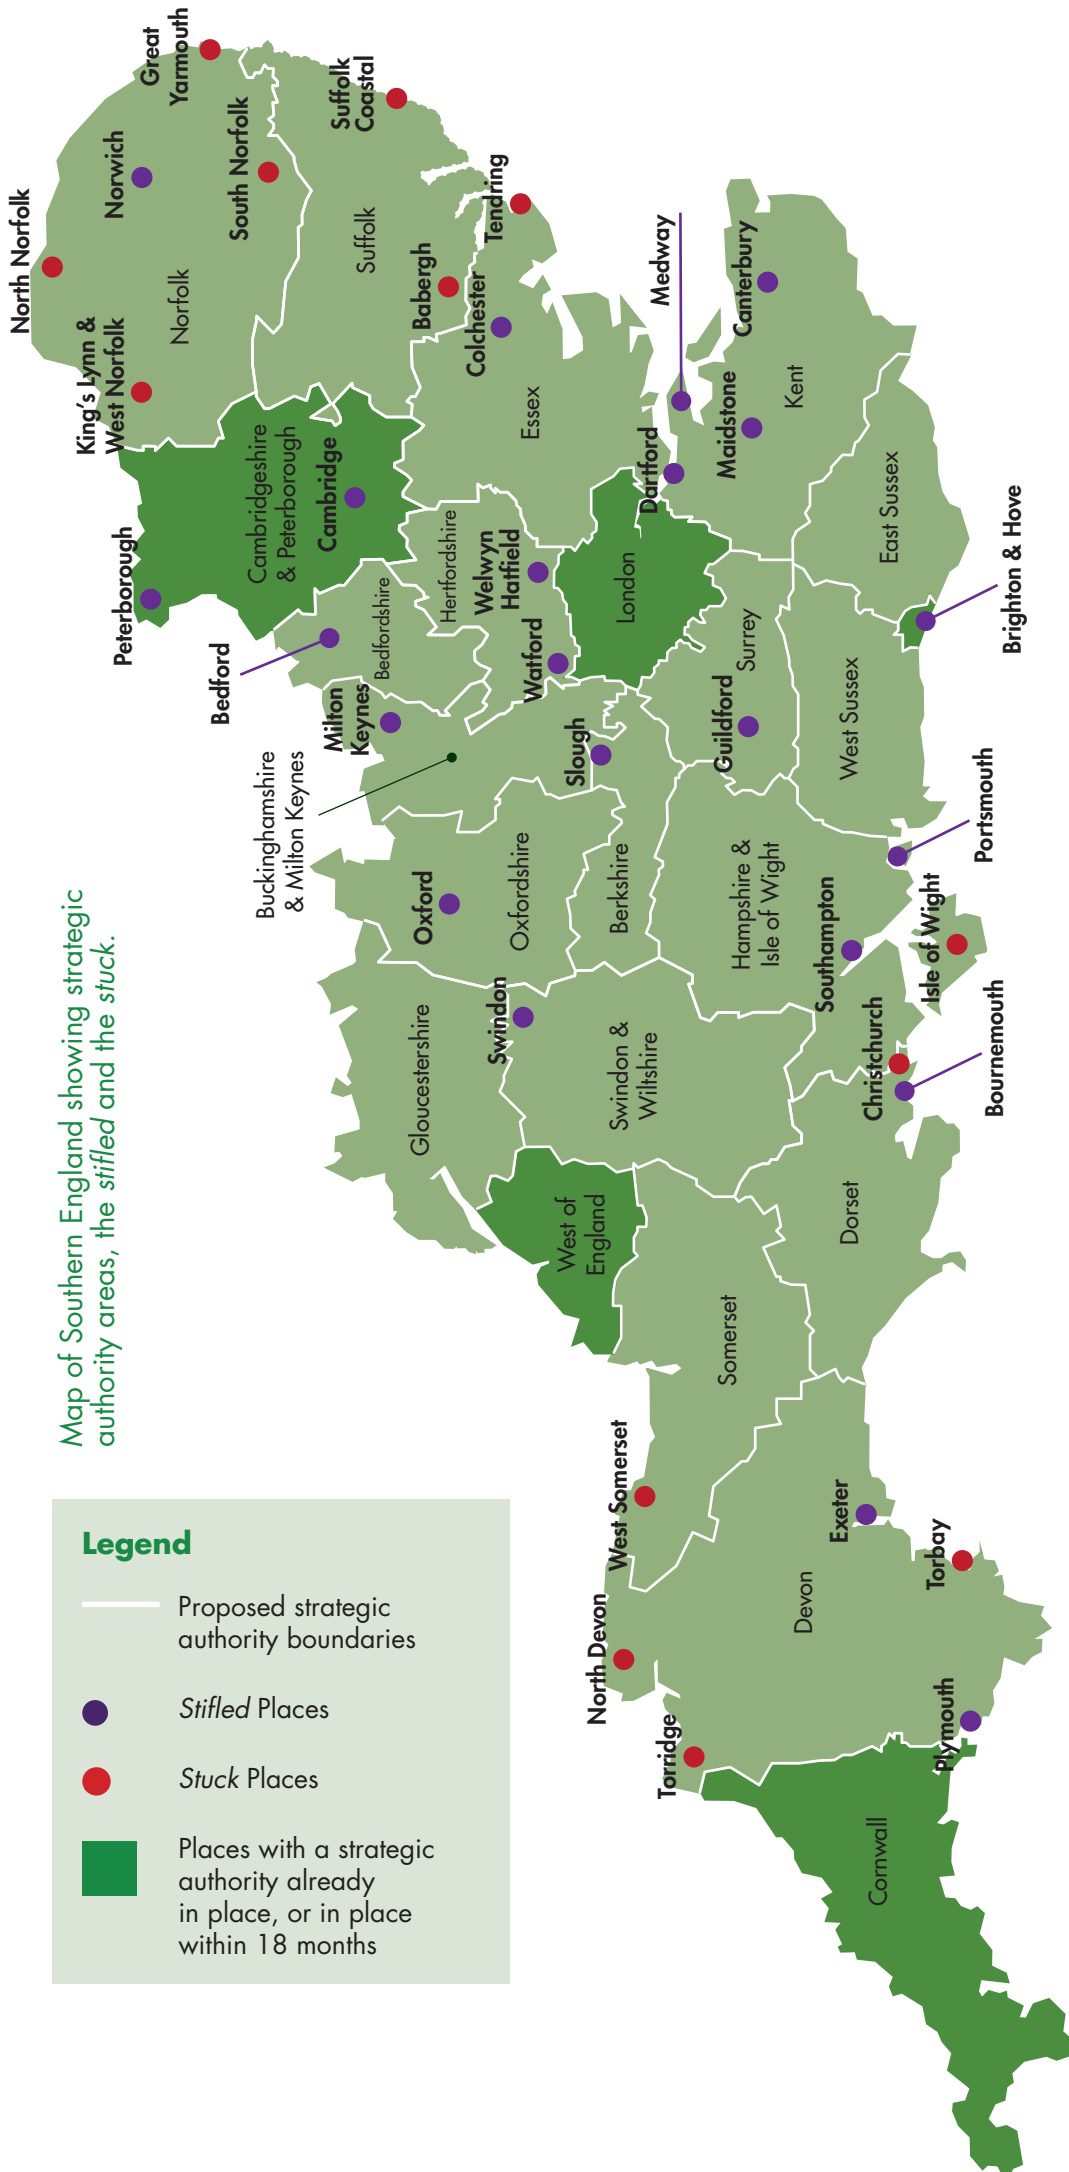 Map of Southern England showing strategic
authority areas, the stifled and the stuck.
Legend
Proposed strategic
authority boundaries
Stifled Places
Stuck Places
Places with a strategic
authority already
in place, or in place
within 18 months
North Norfolk
King's Lynn &
West Norfolk
Norwich
Great
Yarmouth
South Norfolk
Norfolk
Suffolk
Coastal
Suffolk
Babergh
Tendring
Colchester
Essex
Peterborough
Cambridgeshire
& Peterborough
Cambridge
Bedford
Bedfordshire
Hertfordshire
Welwyn
Hatfield
Watford
London
Milton
Keynes
Buckinghamshire
& Milton Keynes
Slough
Oxford
Oxfordshire
Berkshire
Medway
Dartford
Maidstone
Canterbury
Kent
East Sussex
Brighton & Hove
Surrey
Guildford
West Sussex
Portsmouth
Hampshire &
Isle of Wight
Southampton
Isle of Wight
Gloucestershire
Swindon
Swindon &
Wiltshire
Christchurch
Bournemouth
Dorset
West of
England
Somerset
West Somerset
North Devon
Torridge
Devon
Exeter
Torbay
Plymouth
Cornwall